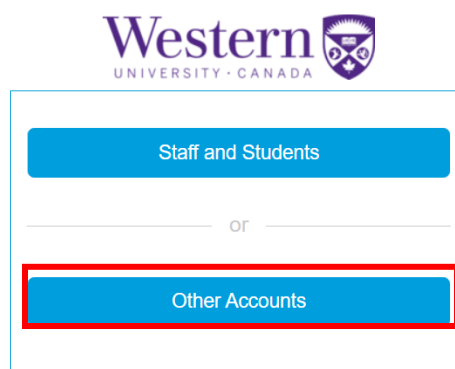 Western
UNIVERSITY · CANADA
Staff and Students
or
Other Accounts